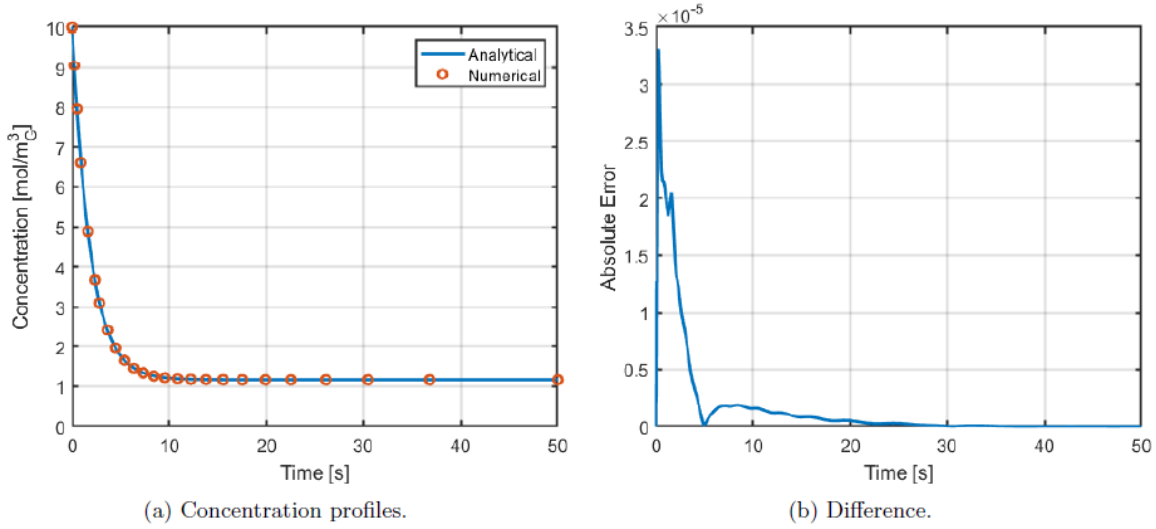 10
9
8
7
6
5
4
3
2
1
0
Concentration [mol/m³G]
0 10 20 30 40 50
Time [s]
Analytical
Numerical
(a) Concentration profiles.
×10⁻⁵
3.5
3
2.5
2
1.5
1
0.5
0
Absolute Error
0 10 20 30 40 50
Time [s]
(b) Difference.